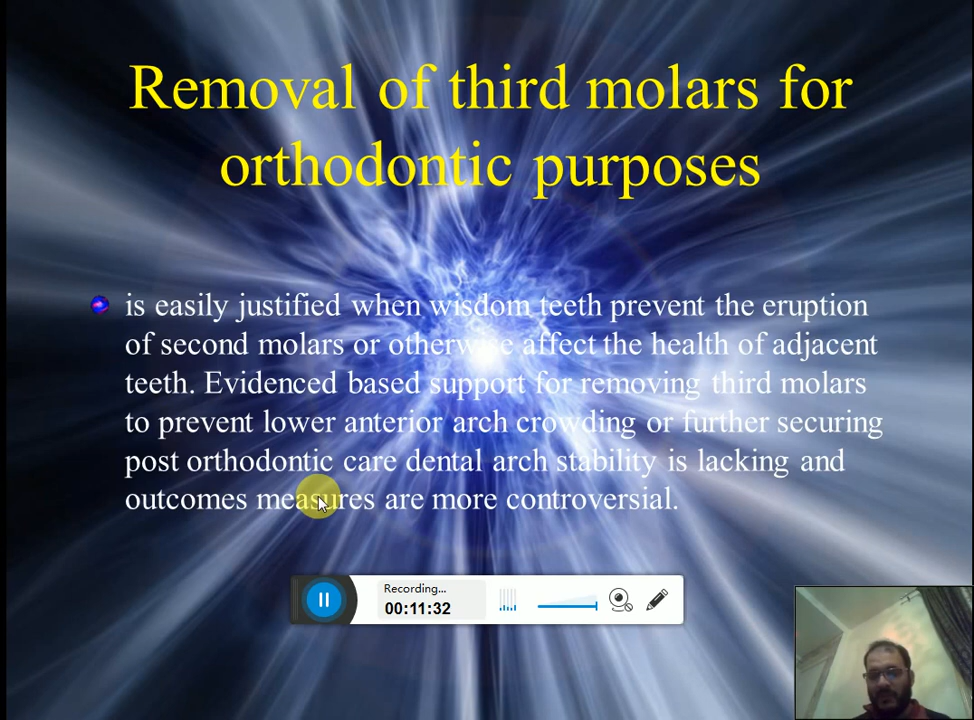 Removal of third molars for
orthodontic purposes
is easily justified when wisdom teeth prevent the eruption
of second molars or otherwise affect the health of adjacent
teeth. Evidenced based support for removing third molars
to prevent lower anterior arch crowding or further securing
post orthodontic care dental arch stability is lacking and
outcomes measures are more controversial.
Recording...
00:11:32